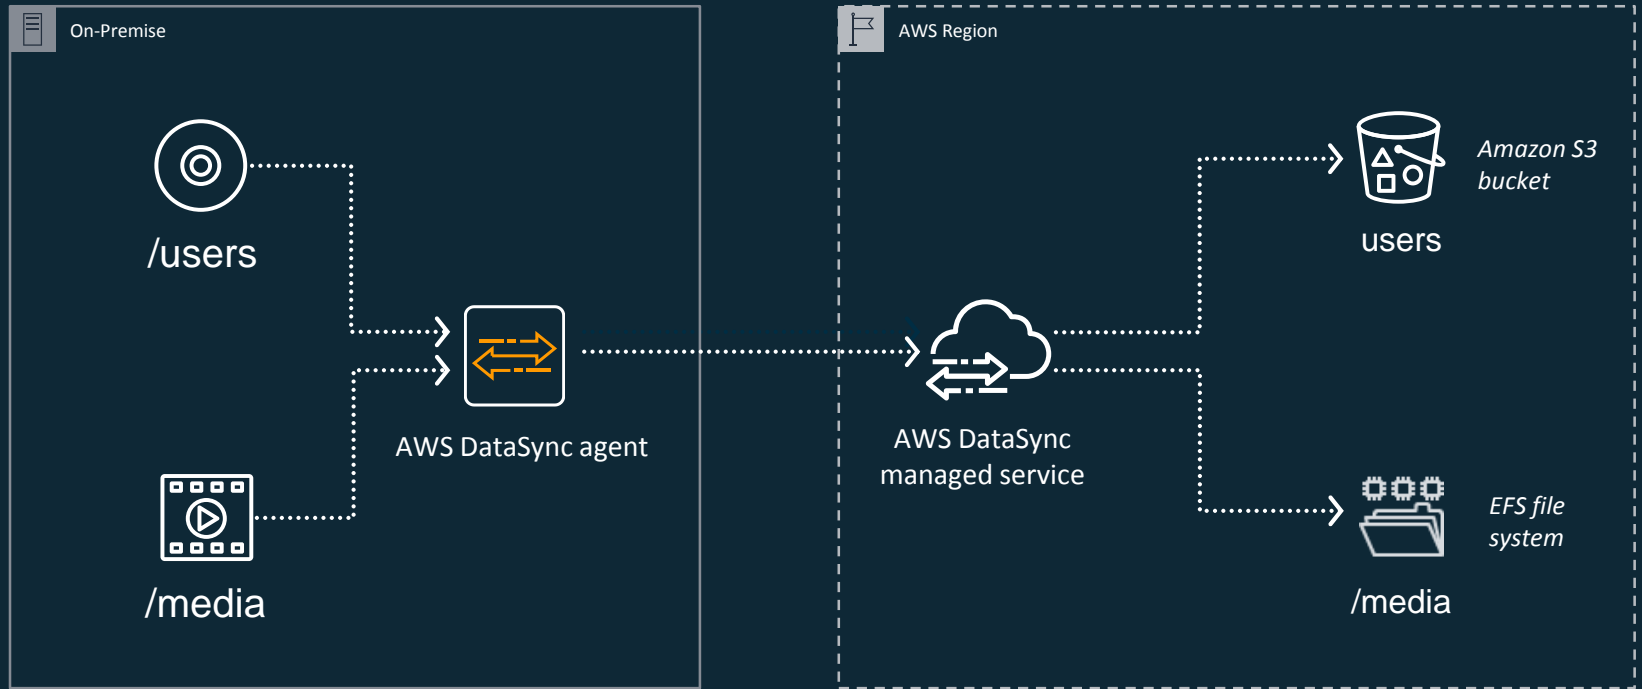 On-Premise
/users
AWS DataSync agent
/media
AWS Region
AWS DataSync
managed service
Amazon S3
bucket
users
EFS file
system
/media